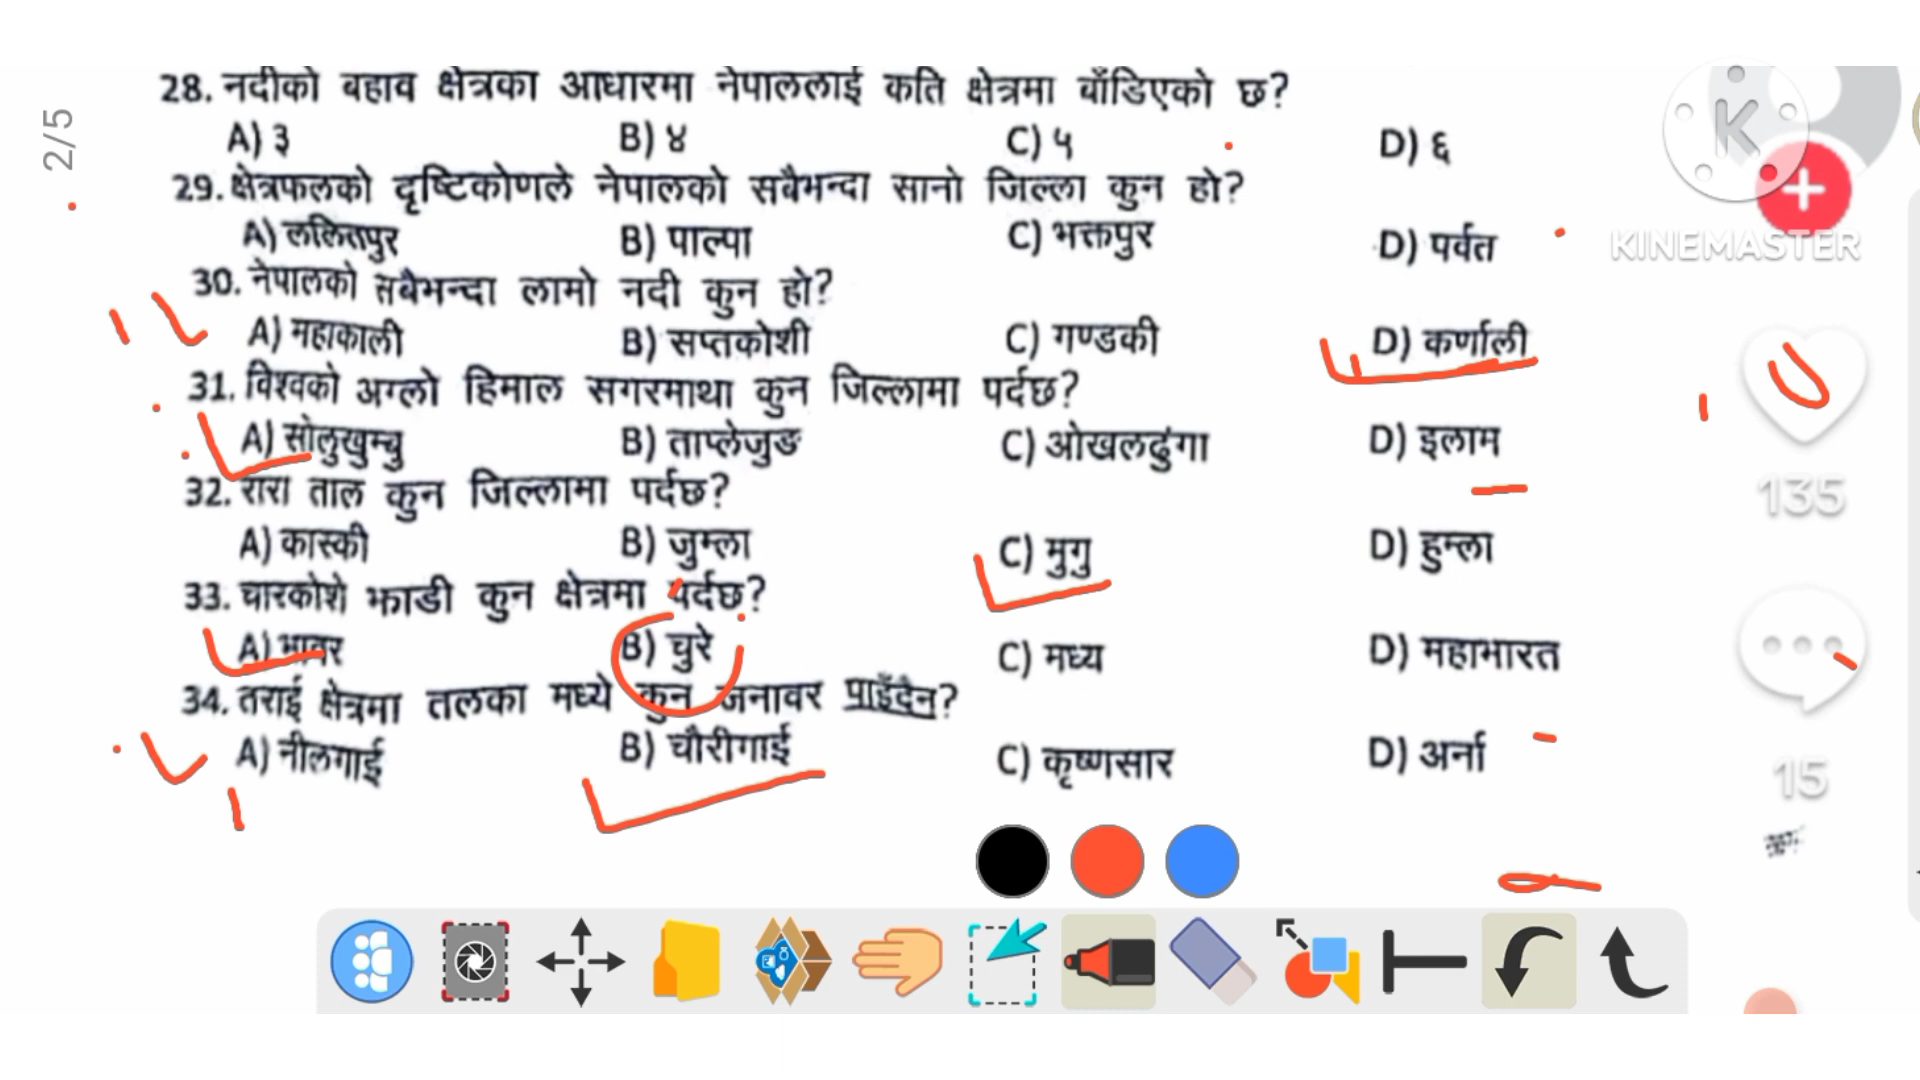 28. नदीको बहाव क्षेत्रका आधारमा नेपाललाई कति क्षेत्रमा बाँडिएको छ?
A) ३ B) ४ C) ५ D) ६
29. क्षेत्रफलको दृष्टिकोणले नेपालको सबैभन्दा सानो जिल्ला कुन हो?
A) ललितपुर B) पाल्पा C) भक्तपुर D) पर्वत
30. नेपालको सबैभन्दा लामो नदी कुन हो?
A) महाकाली B) सप्तकोशी C) गण्डकी D) कर्णाली
31. विश्वको अग्लो हिमाल सगरमाथा कुन जिल्लामा पर्दछ?
A) सोलुखुम्बु B) ताप्लेजुङ C) ओखलढुंगा D) इलाम
32. रारा ताल कुन जिल्लामा पर्दछ?
A) कास्की B) जुम्ला C) मुगु D) हुम्ला
33. चारकोशे झाडी कुन क्षेत्रमा पर्दछ?
A) भावर B) चुरे C) मध्य D) महाभारत
34. तराई क्षेत्रमा तलका मध्ये कुन जनावर पाइँदैन?
A) नीलगाई B) चौरीगाई C) कृष्णसार D) अर्ना
2/5
K
KINEMASTER
135
15